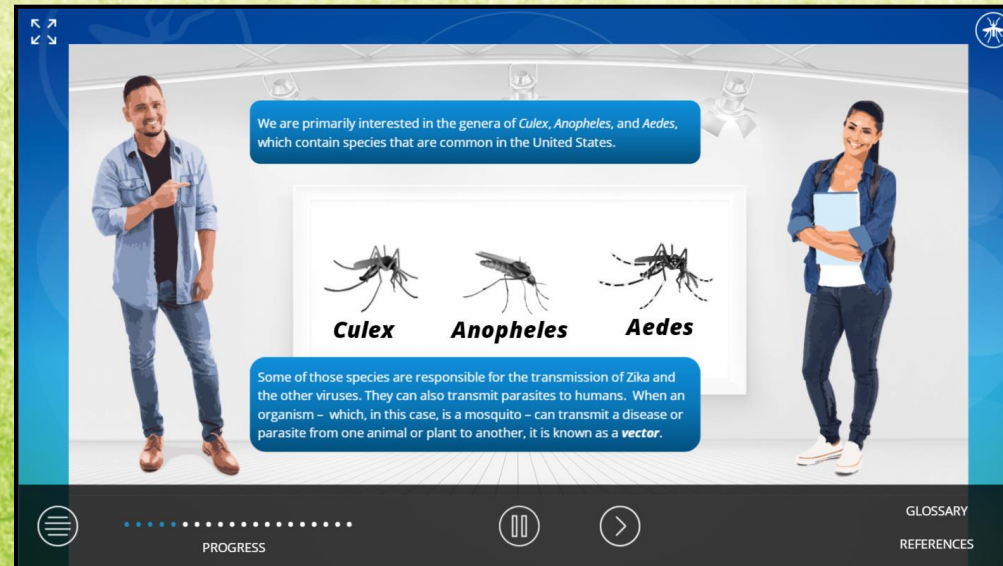 We are primarily interested in the genera of Culex, Anopheles, and Aedes,
which contain species that are common in the United States.
Culex
Anopheles
Aedes
Some of those species are responsible for the transmission of Zika and
the other viruses. They can also transmit parasites to humans. When an
organism – which, in this case, is a mosquito – can transmit a disease or
parasite from one animal or plant to another, it is known as a vector.
PROGRESS
GLOSSARY
REFERENCES